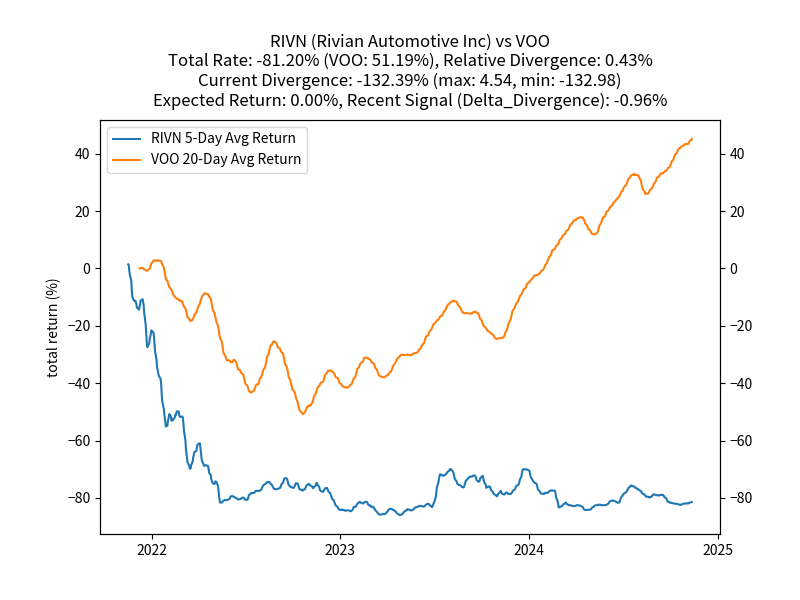 RIVN (Rivian Automotive Inc) vs VOO
Total Rate: -81.20% (VOO: 51.19%), Relative Divergence: 0.43%
Current Divergence: -132.39% (max: 4.54, min: -132.98)
Expected Return: 0.00%, Recent Signal (Delta_Divergence): -0.96%
RIVN 5-Day Avg Return
VOO 20-Day Avg Return
total return (%)
40
20
0
−20
−40
−60
−80
40
20
0
−20
−40
−60
−80
2022
2023
2024
2025